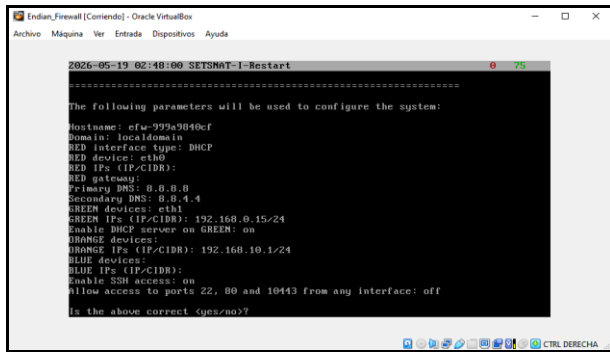 Endian_Firewall [Corriendo] - Oracle VirtualBox
Archivo Máquina Ver Entrada Dispositivos Ayuda
2026-05-19 02:48:00 SETSNAT-I-Restart 0 75
================================================================
The following parameters will be used to configure the system:
Hostname: efw-999a9840cf
Domain: localdomain
RED interface type: DHCP
RED device: eth0
RED IPs (IP/CIDR):
RED gateway:
Primary DNS: 8.8.8.8
Secondary DNS: 8.8.4.4
GREEN devices: eth1
GREEN IPs (IP/CIDR): 192.168.0.15/24
Enable DHCP server on GREEN: on
ORANGE devices:
ORANGE IPs (IP/CIDR): 192.168.10.1/24
BLUE devices:
BLUE IPs (IP/CIDR):
Enable SSH access: on
Allow access to ports 22, 80 and 10443 from any interface: off
Is the above correct (yes/no)?
CTRL DERECHA